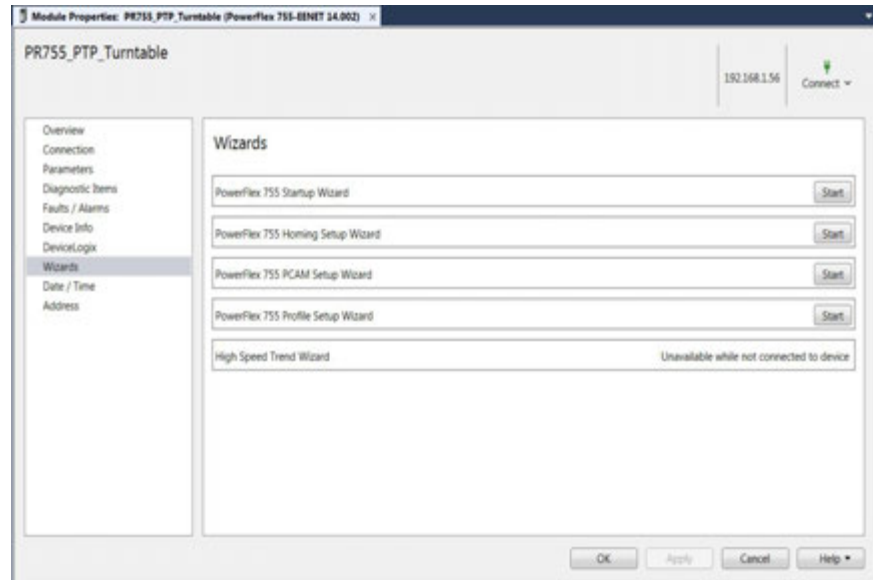 Module Properties: PR755_PTP_Turntable (PowerFlex 755-EENET 14.002) ×
PR755_PTP_Turntable
192.168.1.56
Connect
Overview
Connection
Parameters
Diagnostic Items
Faults / Alarms
Device Info
DeviceLogix
Wizards
Date / Time
Address
Wizards
PowerFlex 755 Startup Wizard Start
PowerFlex 755 Homing Setup Wizard Start
PowerFlex 755 PCAM Setup Wizard Start
PowerFlex 755 Profile Setup Wizard Start
High Speed Trend Wizard Unavailable while not connected to device
OK Apply Cancel Help